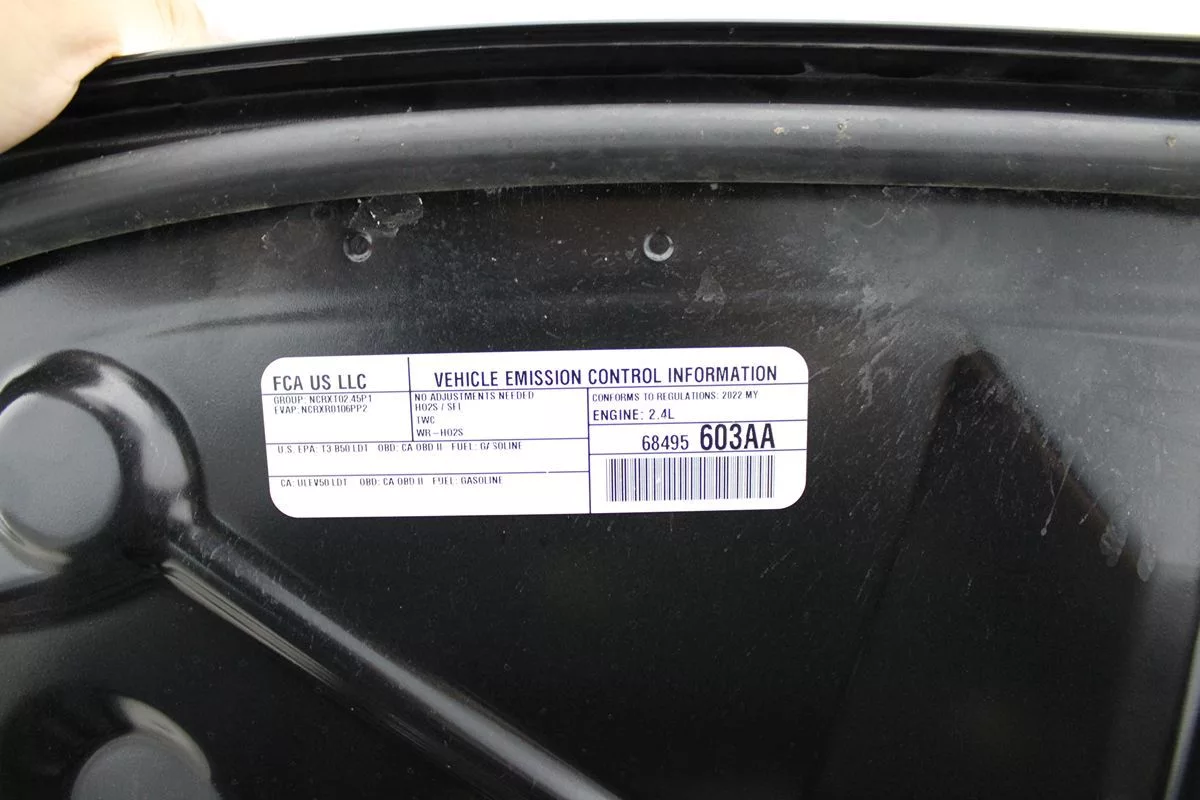 FCA US LLC
GROUP: NCRXT02.45P1
EVAP: NCRXR0106PP2
VEHICLE EMISSION CONTROL INFORMATION
NO ADJUSTMENTS NEEDED
HO2S / SFI
TWC
WR-HO2S
CONFORMS TO REGULATIONS: 2022 MY
ENGINE: 2.4L
68495 603AA
U.S. EPA: T3 B50 LDT OBD: CA OBD II FUEL: GASOLINE
CA: ULEV50 LDT OBD: CA OBD II FUEL: GASOLINE